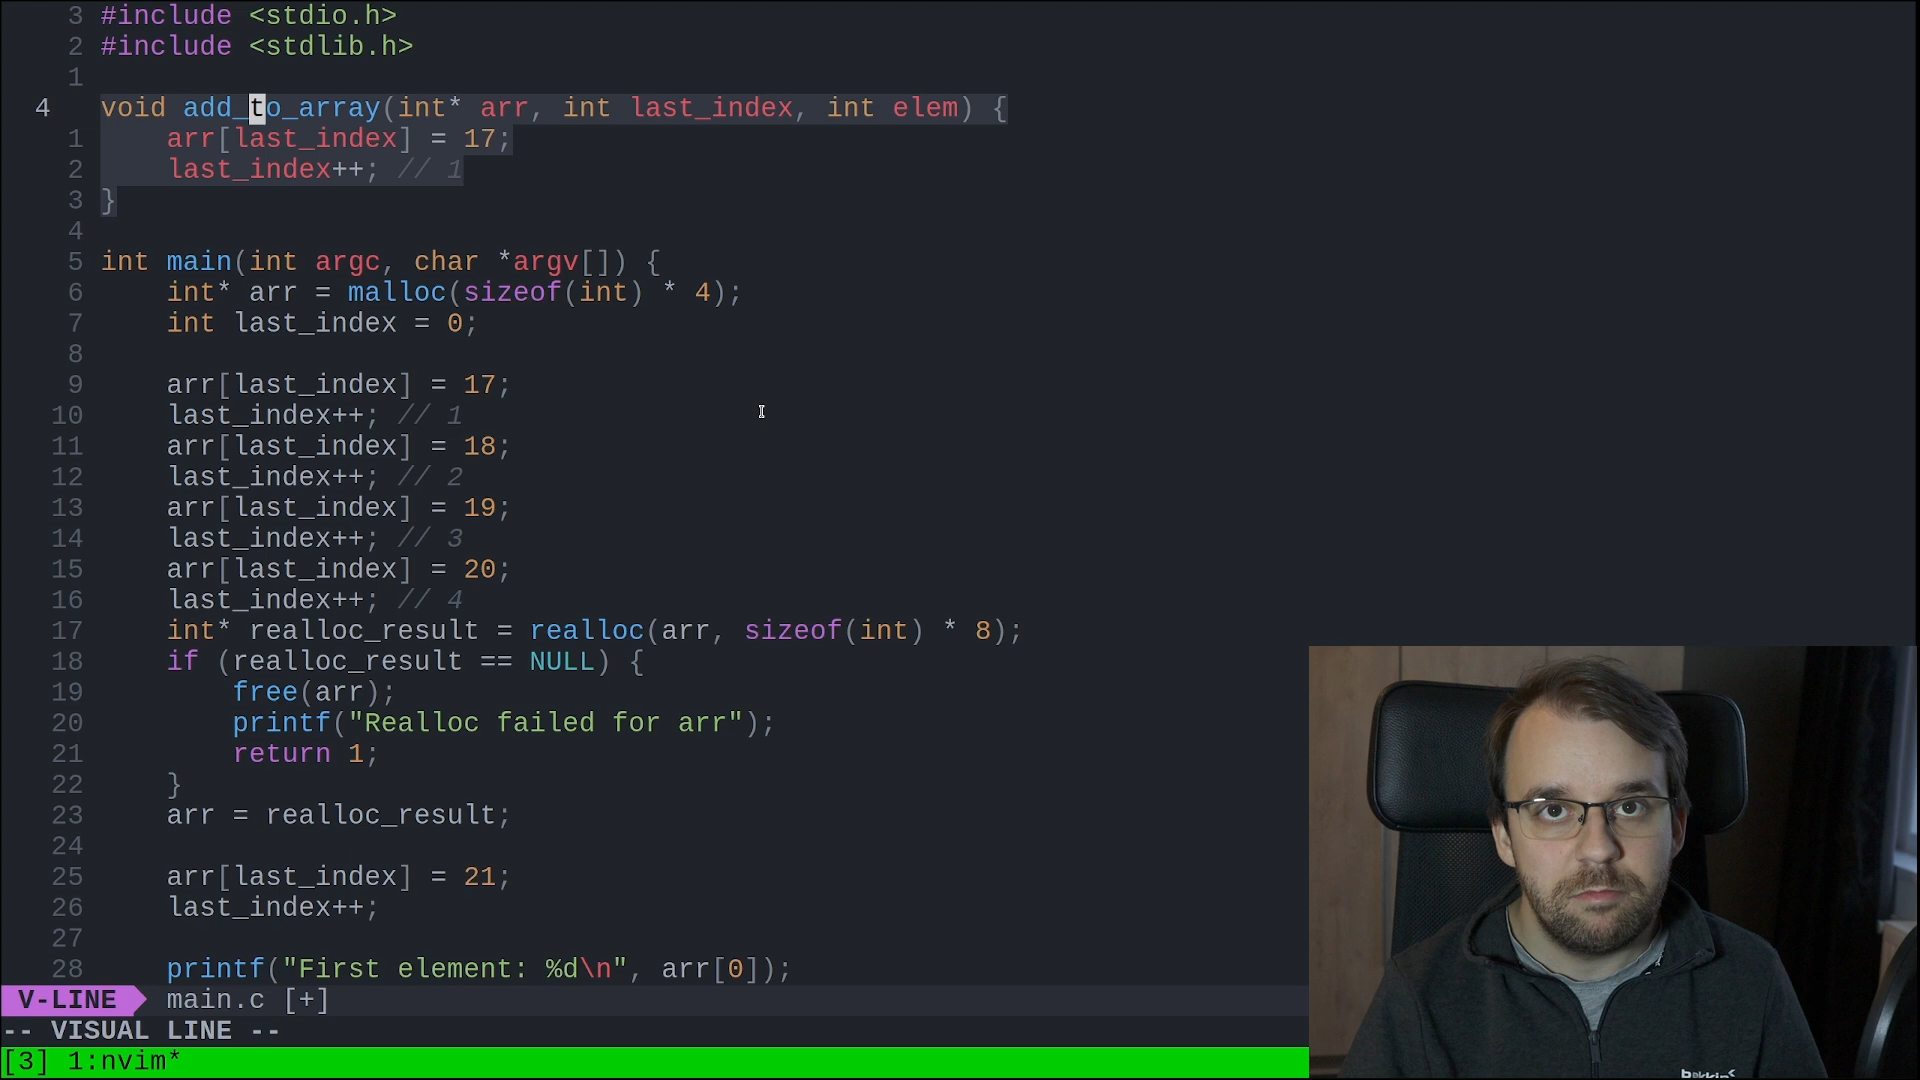 3 #include <stdio.h>
2 #include <stdlib.h>
1
4 void add_to_array(int* arr, int last_index, int elem) {
1     arr[last_index] = 17;
2     last_index++; // 1
3 }
4
5 int main(int argc, char *argv[]) {
6     int* arr = malloc(sizeof(int) * 4);
7     int last_index = 0;
8
9     arr[last_index] = 17;
10     last_index++; // 1
11     arr[last_index] = 18;
12     last_index++; // 2
13     arr[last_index] = 19;
14     last_index++; // 3
15     arr[last_index] = 20;
16     last_index++; // 4
17     int* realloc_result = realloc(arr, sizeof(int) * 8);
18     if (realloc_result == NULL) {
19         free(arr);
20         printf("Realloc failed for arr");
21         return 1;
22     }
23     arr = realloc_result;
24
25     arr[last_index] = 21;
26     last_index++;
27
28     printf("First element: %d\n", arr[0]);
V-LINE main.c [+]
-- VISUAL LINE --
[3] 1:nvim*